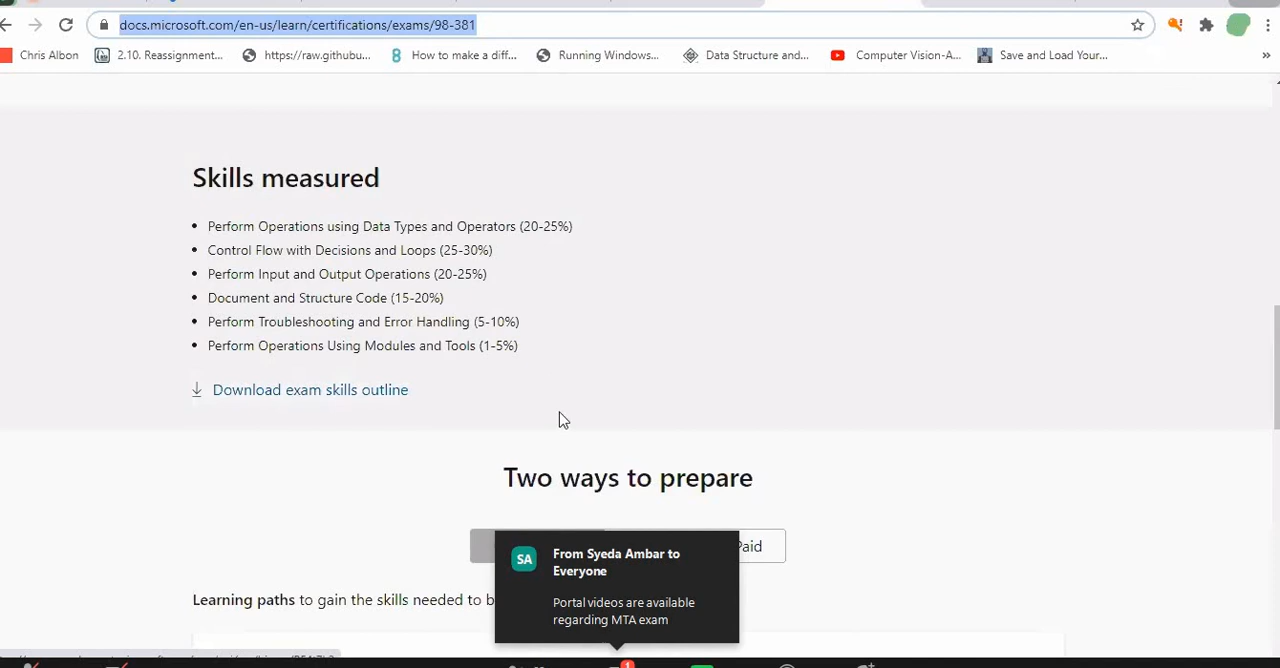 docs.microsoft.com/en-us/learn/certifications/exams/98-381
Chris Albon 2.10. Reassignment... https://raw.githubu... How to make a diff... Running Windows... Data Structure and... Computer Vision-A... Save and Load Your... »
Skills measured
• Perform Operations using Data Types and Operators (20-25%)
• Control Flow with Decisions and Loops (25-30%)
• Perform Input and Output Operations (20-25%)
• Document and Structure Code (15-20%)
• Perform Troubleshooting and Error Handling (5-10%)
• Perform Operations Using Modules and Tools (1-5%)
Download exam skills outline
Two ways to prepare
Paid
SA
From Syeda Ambar to
Everyone
Portal videos are available
regarding MTA exam
Learning paths to gain the skills needed to b
1